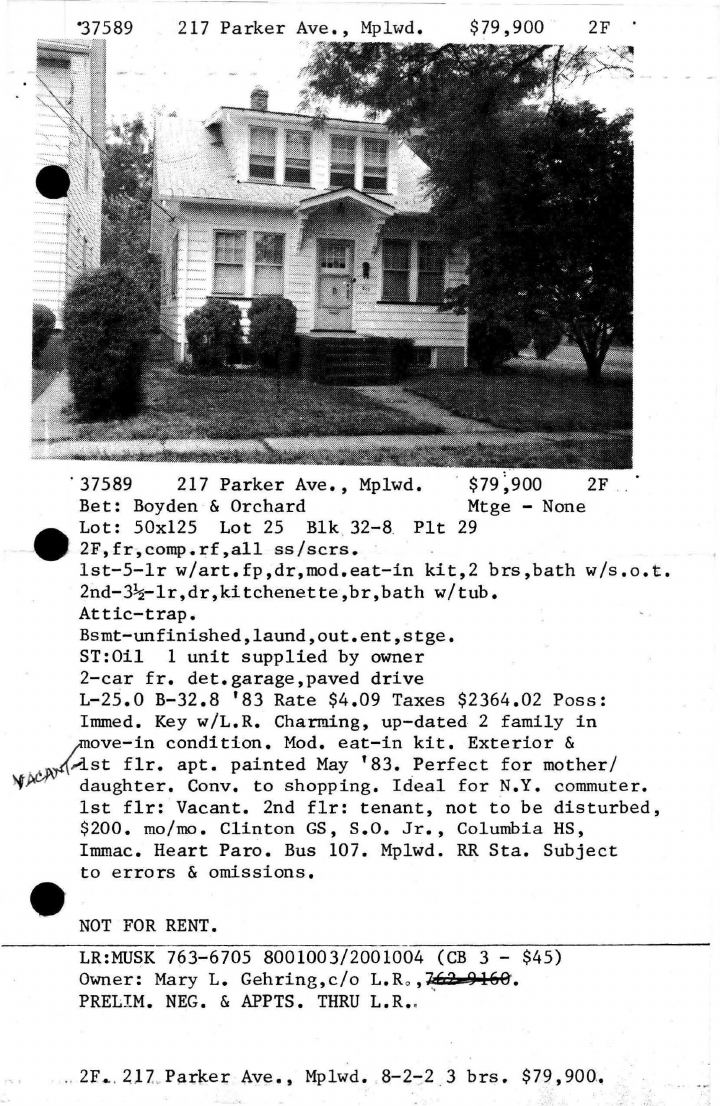 37589 217 Parker Ave., Mplwd. $79,900 2F
37589 217 Parker Ave., Mplwd. $79,900 2F
Bet: Boyden & Orchard Mtge - None
Lot: 50x125 Lot 25 Blk 32-8 Plt 29
2F,fr,comp.rf,all ss/scrs.
1st-5-lr w/art.fp,dr,mod.eat-in kit,2 brs,bath w/s.o.t.
2nd-3½-lr,dr,kitchenette,br,bath w/tub.
Attic-trap.
Bsmt-unfinished,laund,out.ent,stge.
ST:Oil 1 unit supplied by owner
2-car fr. det.garage,paved drive
L-25.0 B-32.8 '83 Rate $4.09 Taxes $2364.02 Poss:
Immed. Key w/L.R. Charming, up-dated 2 family in
move-in condition. Mod. eat-in kit. Exterior &
VACANT 1st flr. apt. painted May '83. Perfect for mother/
daughter. Conv. to shopping. Ideal for N.Y. commuter.
1st flr: Vacant. 2nd flr: tenant, not to be disturbed,
$200. mo/mo. Clinton GS, S.O. Jr., Columbia HS,
Immac. Heart Paro. Bus 107. Mplwd. RR Sta. Subject
to errors & omissions.
NOT FOR RENT.
LR:MUSK 763-6705 8001003/2001004 (CB 3 - $45)
Owner: Mary L. Gehring,c/o L.R.,762-9160.
PRELIM. NEG. & APPTS. THRU L.R..
2F. 217 Parker Ave., Mplwd. 8-2-2 3 brs. $79,900.